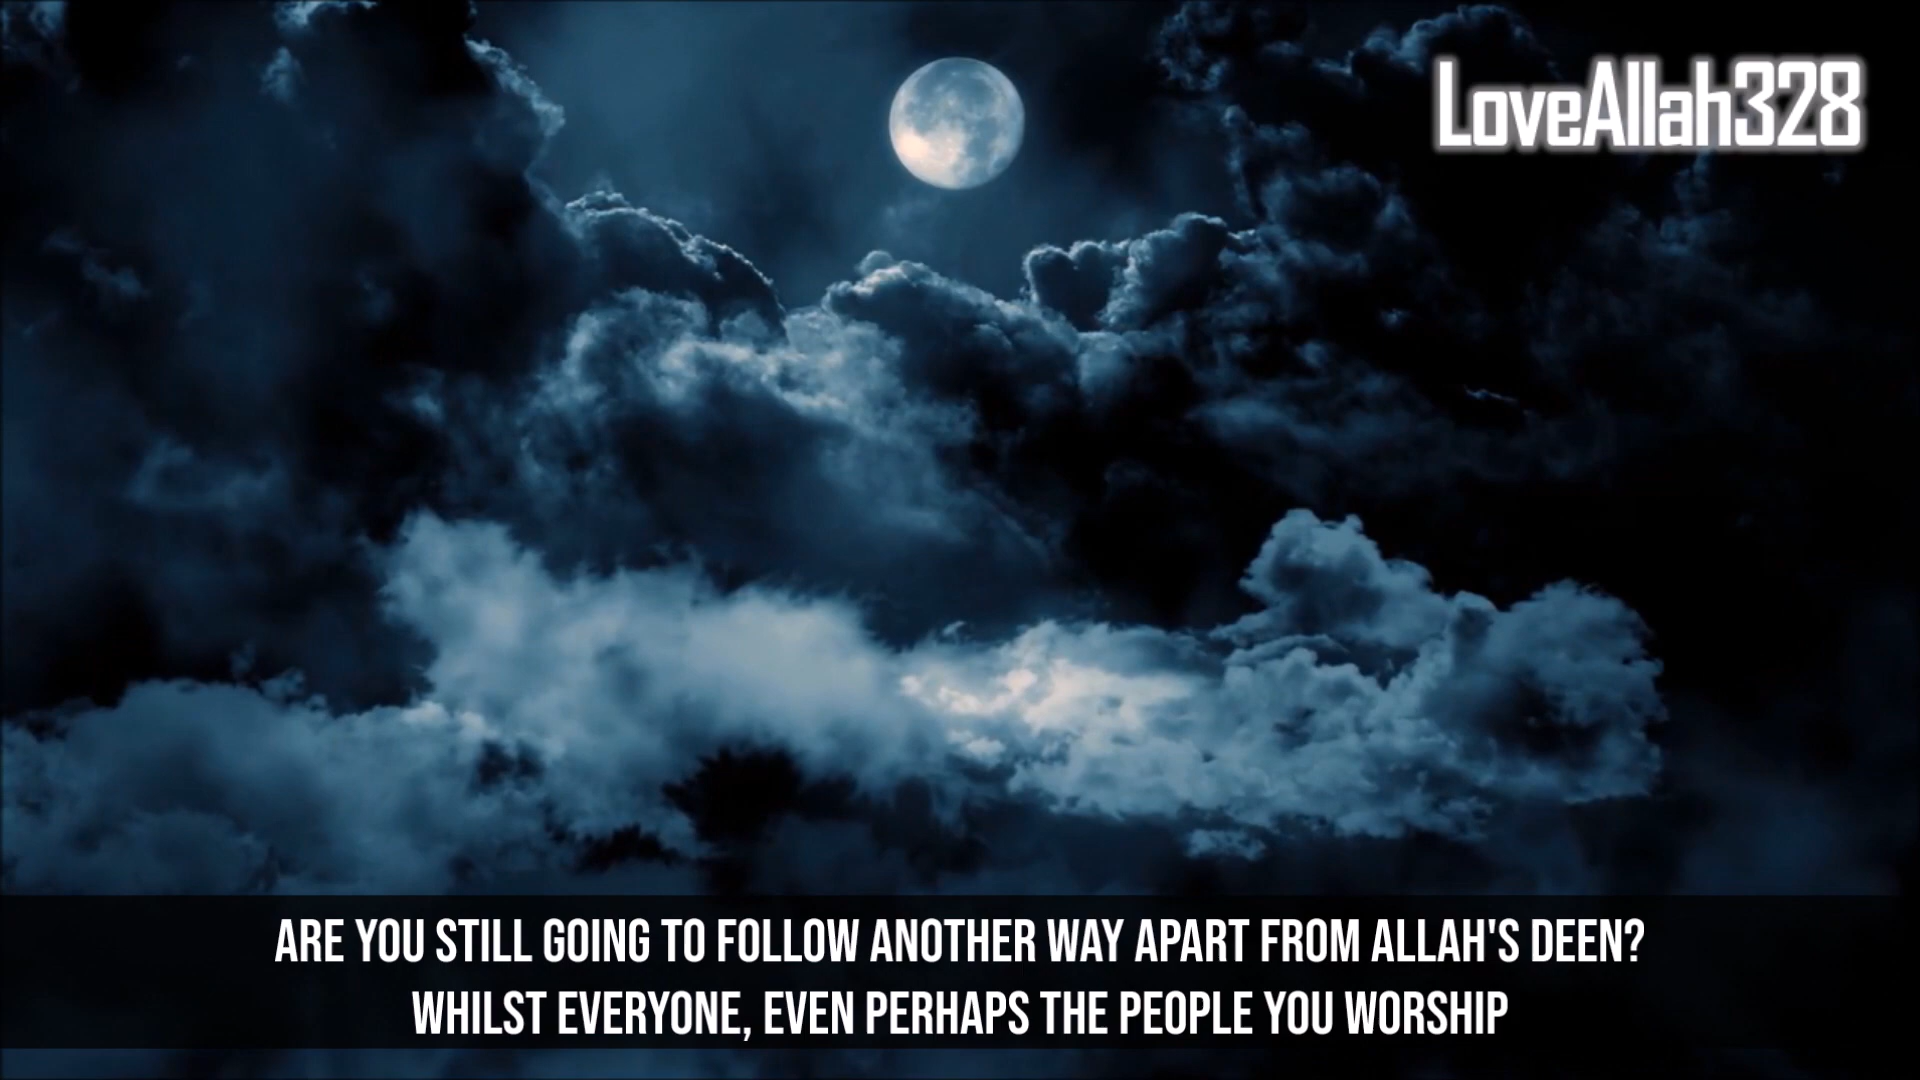 LoveAllah328
ARE YOU STILL GOING TO FOLLOW ANOTHER WAY APART FROM ALLAH'S DEEN?
WHILST EVERYONE, EVEN PERHAPS THE PEOPLE YOU WORSHIP